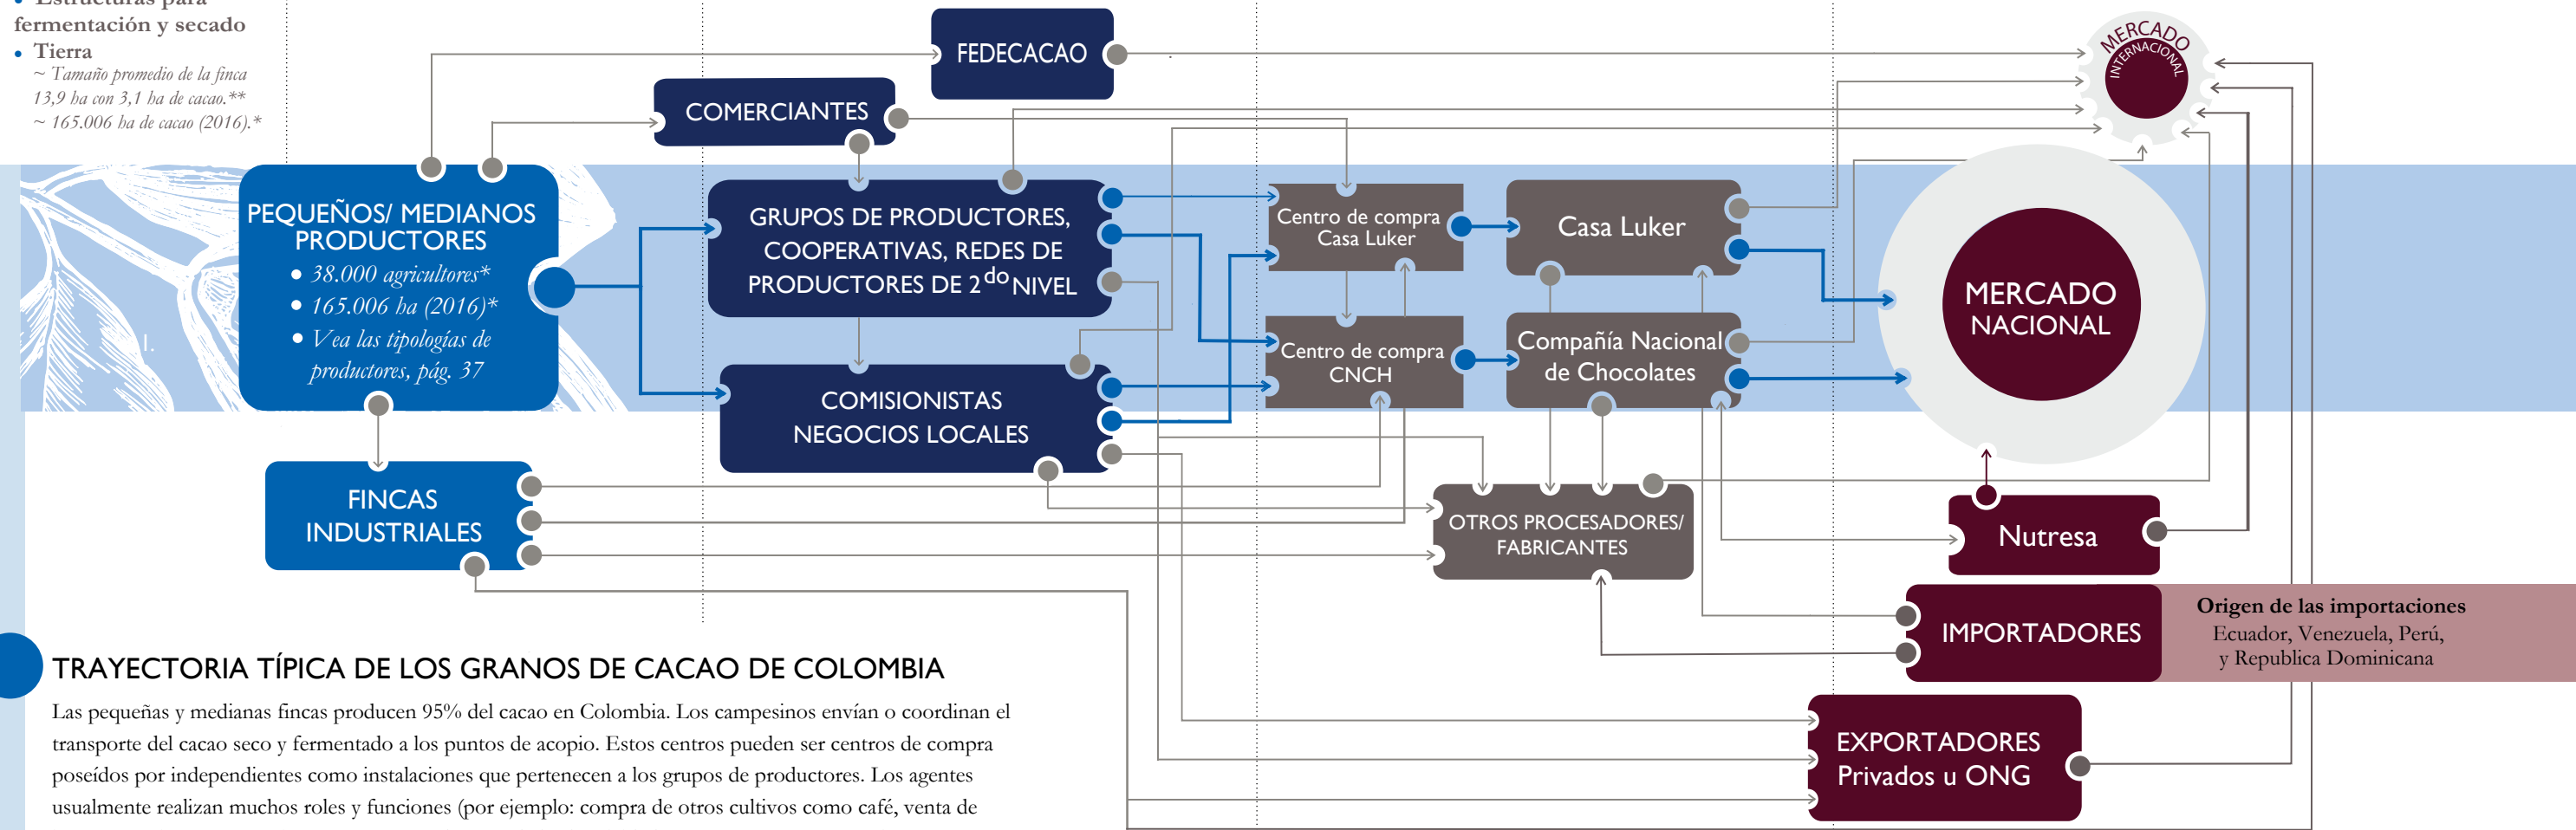 • Estructuras para
fermentación y secado
• Tierra
~ Tamaño promedio de la finca
13,9 ha con 3,1 ha de cacao.**
~ 165.006 ha de cacao (2016).*
FEDECACAO
COMERCIANTES
MERCADO
INTERNACIONAL
PEQUEÑOS/ MEDIANOS
PRODUCTORES
• 38.000 agricultores*
• 165.006 ha (2016)*
• Vea las tipologías de
productores, pág. 37
1.
GRUPOS DE PRODUCTORES,
COOPERATIVAS, REDES DE
PRODUCTORES DE 2do NIVEL
COMISIONISTAS
NEGOCIOS LOCALES
Centro de compra
Casa Luker
Casa Luker
Centro de compra
CNCH
Compañía Nacional
de Chocolates
MERCADO
NACIONAL
FINCAS
INDUSTRIALES
OTROS PROCESADORES/
FABRICANTES
Nutresa
IMPORTADORES
Origen de las importaciones
Ecuador, Venezuela, Perú,
y Republica Dominicana
EXPORTADORES
Privados u ONG
TRAYECTORIA TÍPICA DE LOS GRANOS DE CACAO DE COLOMBIA
Las pequeñas y medianas fincas producen 95% del cacao en Colombia. Los campesinos envían o coordinan el
transporte del cacao seco y fermentado a los puntos de acopio. Estos centros pueden ser centros de compra
poseídos por independientes como instalaciones que pertenecen a los grupos de productores. Los agentes
usualmente realizan muchos roles y funciones (por ejemplo: compra de otros cultivos como café, venta de